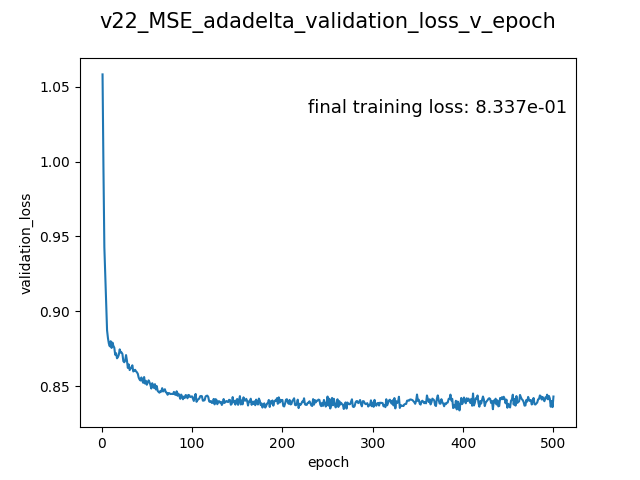 v22_MSE_adadelta_validation_loss_v_epoch
final training loss: 8.337e-01
1.05
1.00
0.95
0.90
0.85
validation_loss
0 100 200 300 400 500
epoch